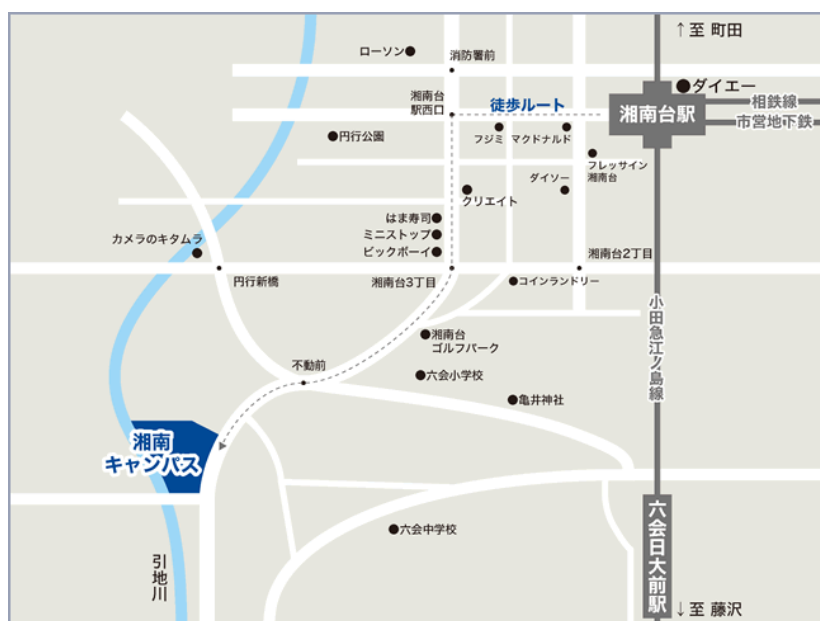 ↑至 町田
ローソン
消防署前
ダイエー
湘南台
駅西口
徒歩ルート
湘南台駅
相鉄線
市営地下鉄
円行公園
フジミ
マクドナルド
フレッサイン
湘南台
ダイソー
クリエイト
はま寿司
ミニストップ
ビックボーイ
カメラのキタムラ
湘南台2丁目
円行新橋
湘南台3丁目
コインランドリー
小田急江ノ島線
湘南台
ゴルフパーク
不動前
六会小学校
亀井神社
湘南
キャンパス
六会中学校
六会日大前駅
引地川
↓至 藤沢